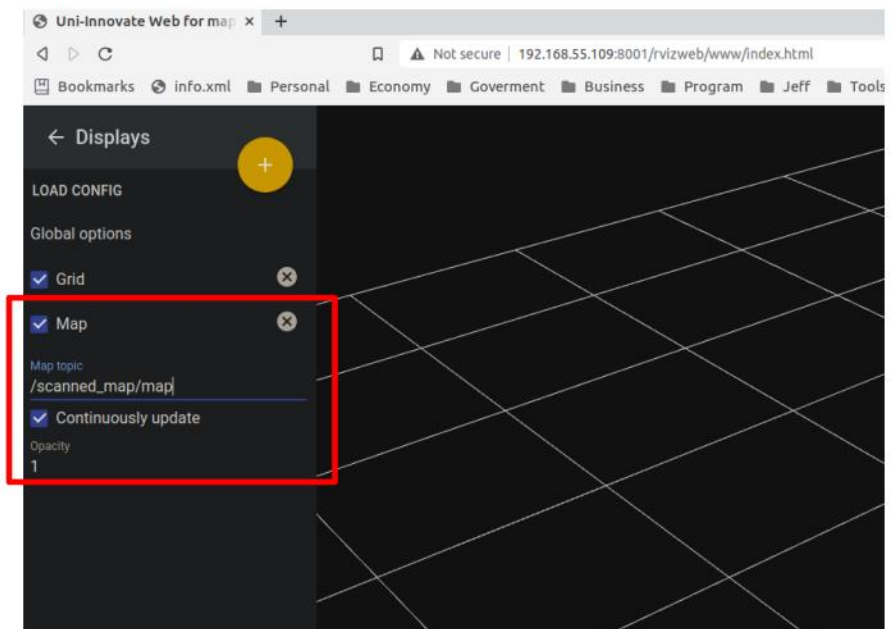 Uni-Innovate Web for map × +
Not secure | 192.168.55.109:8001/rvizweb/www/index.html
Bookmarks info.xml Personal Economy Goverment Business Program Jeff Tools
← Displays
+
LOAD CONFIG
Global options
Grid
Map
Map topic
/scanned_map/map
Continuously update
Opacity
1